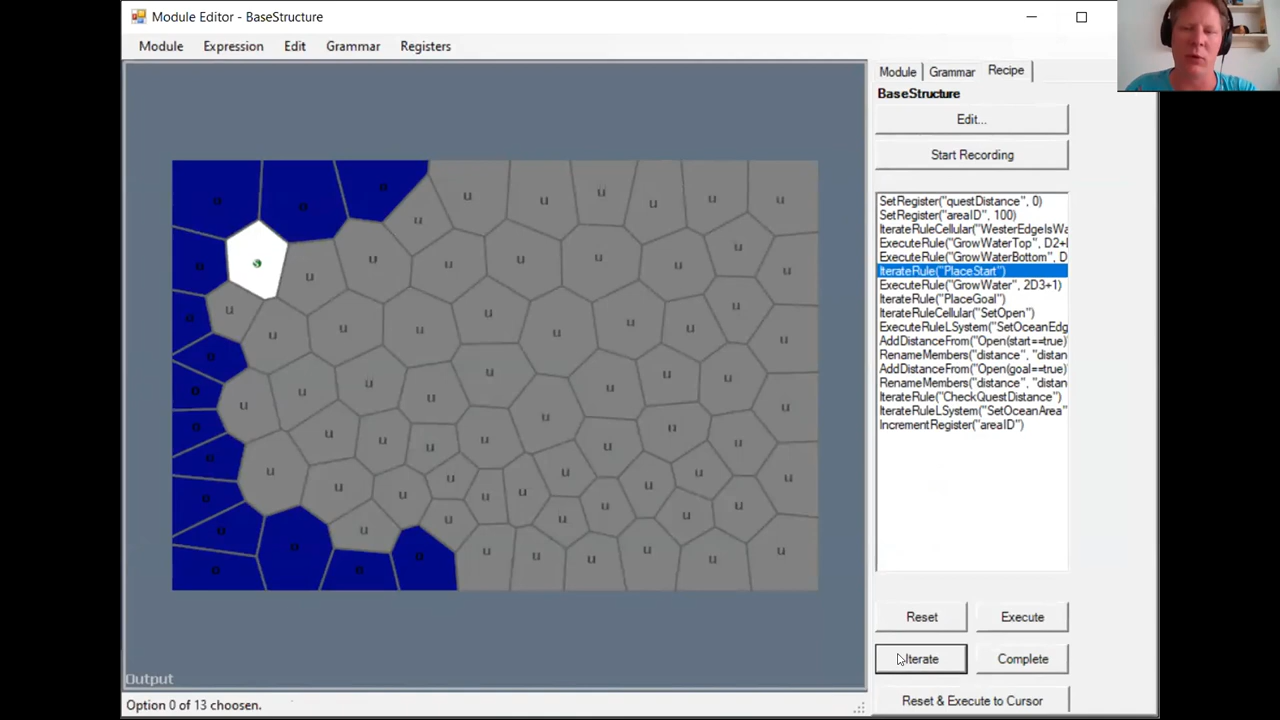 Module Editor - BaseStructure
Module Expression Edit Grammar Registers
Module Grammar Recipe
BaseStructure
Edit...
Start Recording
SetRegister("questDistance", 0)
SetRegister("areaID", 100)
IterateRuleCellular("WesterEdgeIsWa
ExecuteRule("GrowWaterTop", D2+
ExecuteRule("GrowWaterBottom", D
IterateRule("PlaceStart")
ExecuteRule("GrowWater", 2D3+1)
IterateRule("PlaceGoal")
IterateRuleCellular("SetOpen")
ExecuteRuleLSystem("SetOceanEdg
AddDistanceFrom("Open(start==true)
RenameMembers("distance", "distan
AddDistanceFrom("Open(goal==true)
RenameMembers("distance", "distan
IterateRule("CheckQuestDistance")
IterateRuleLSystem("SetOceanArea"
IncrementRegister("areaID")
Reset Execute
Iterate Complete
Reset & Execute to Cursor
Output
Option 0 of 13 choosen.